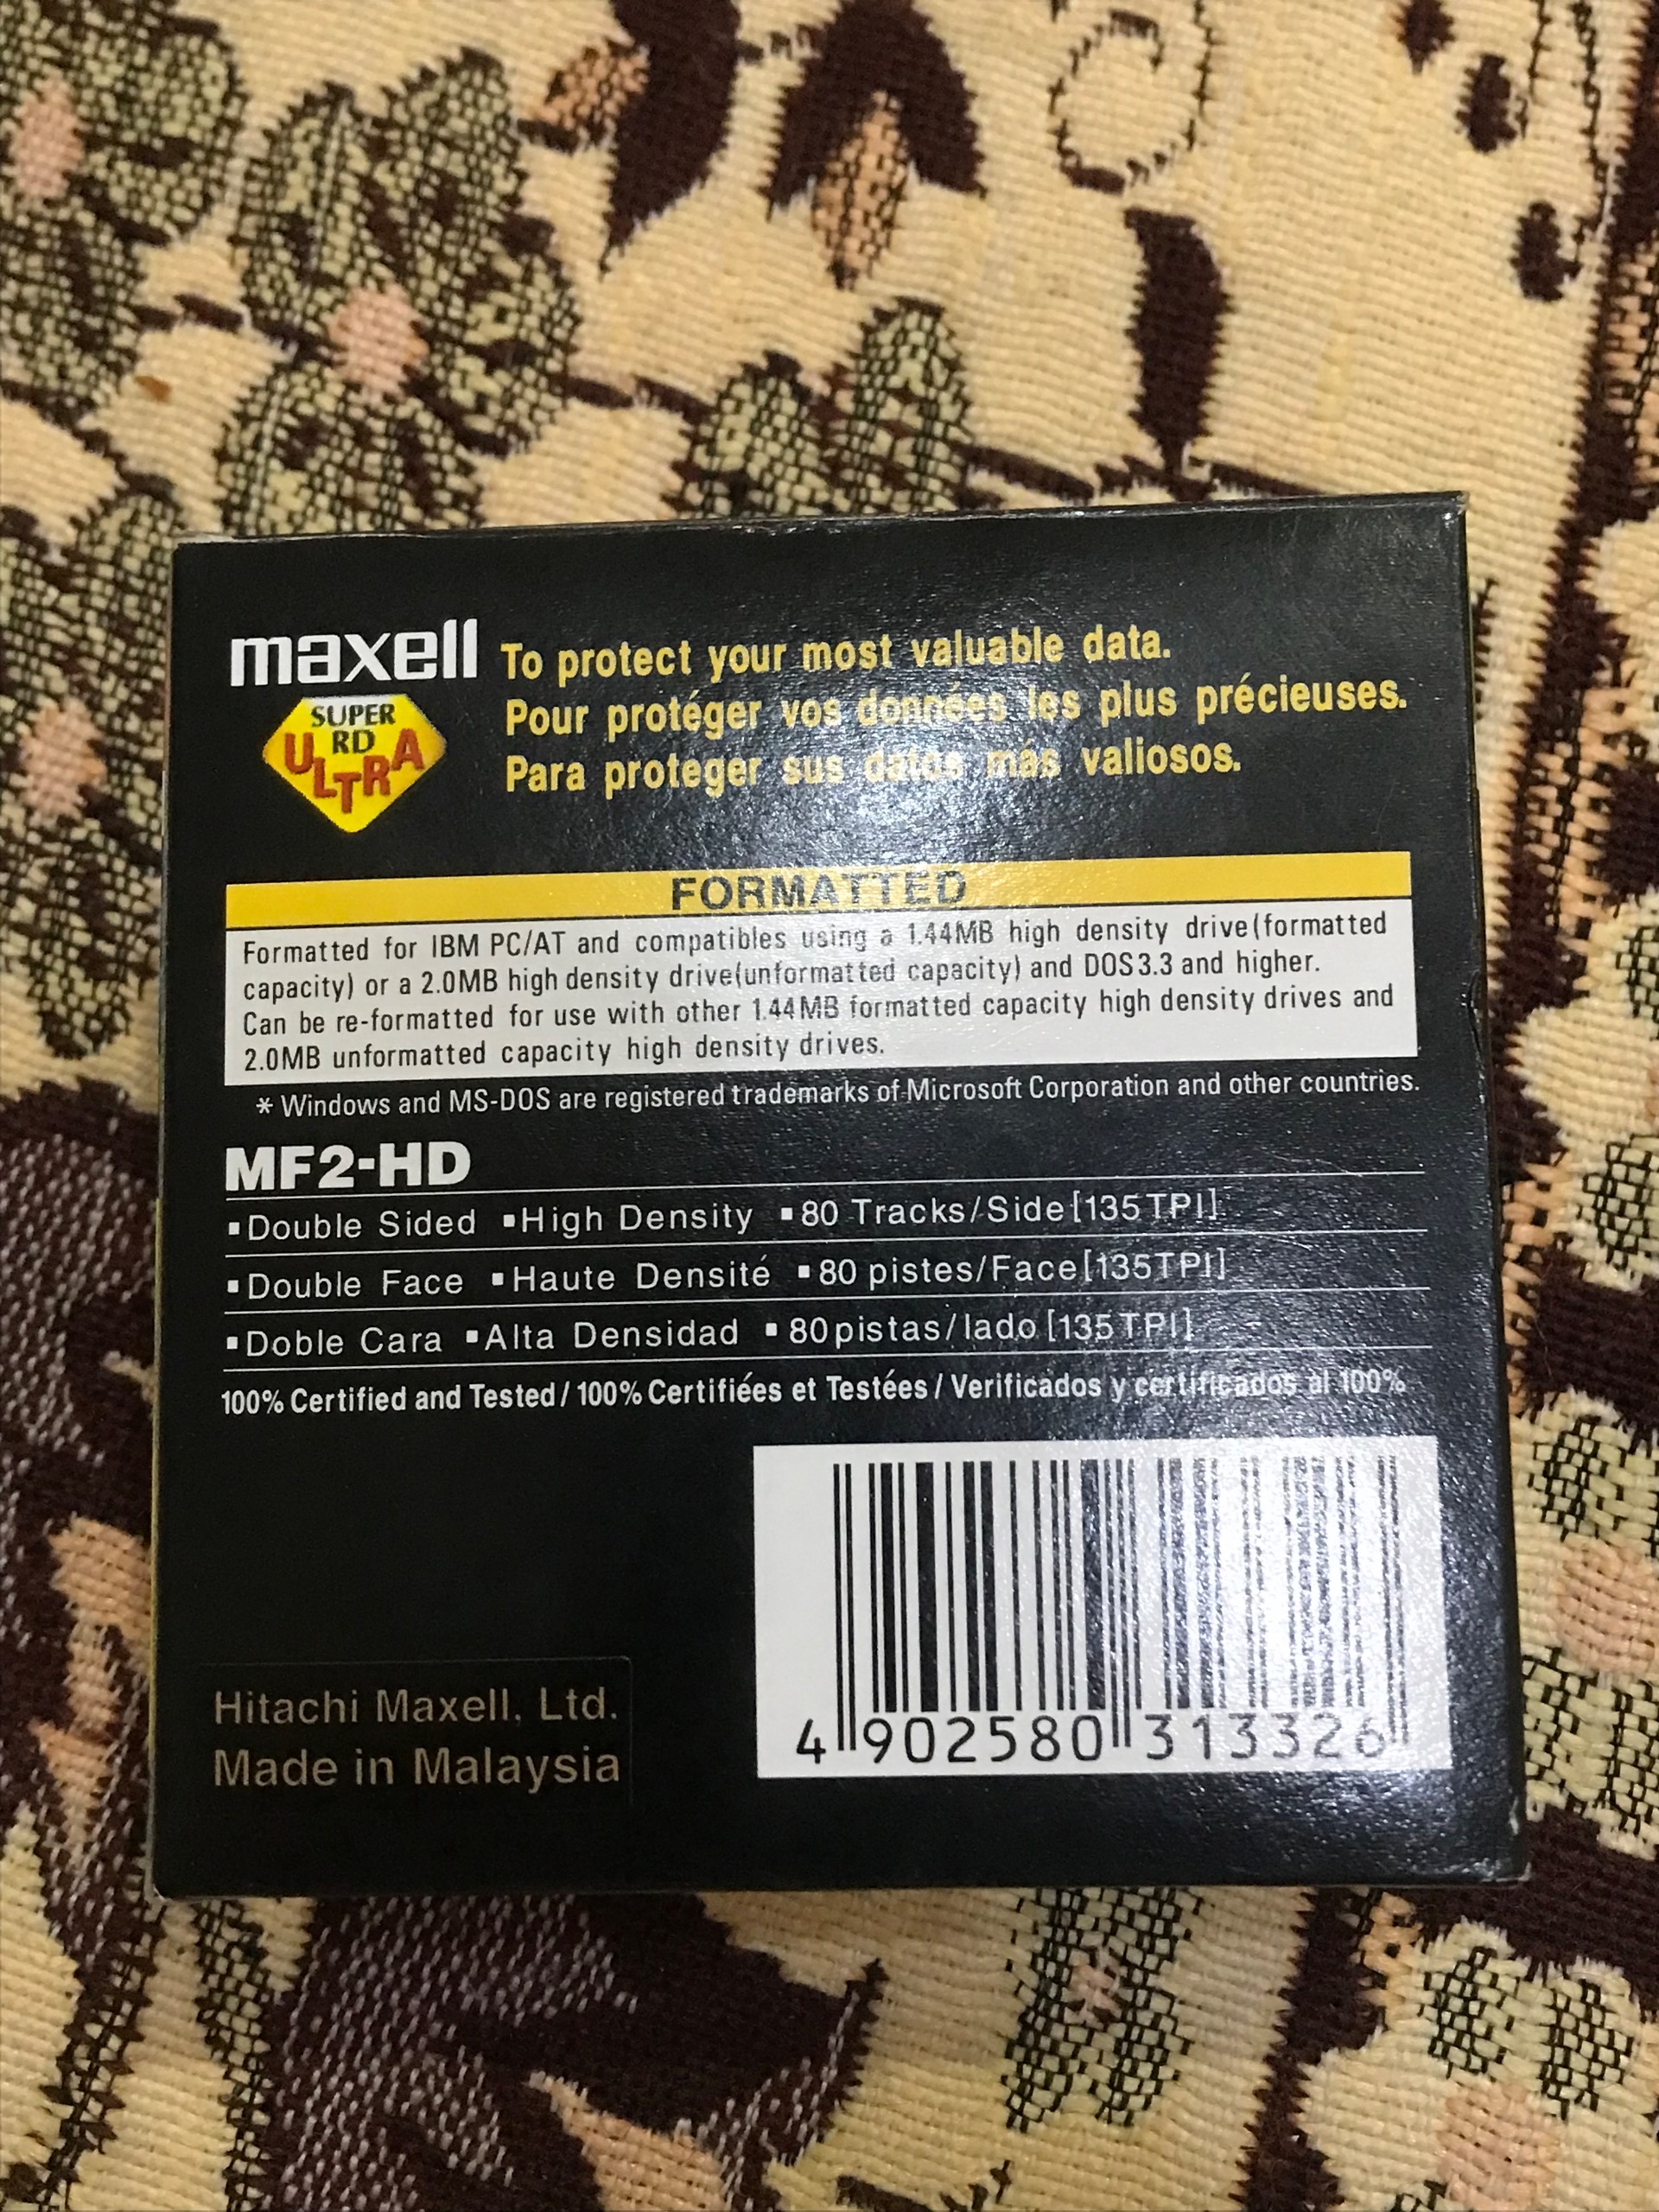 maxell
SUPER
RD
ULTRA
To protect your most valuable data.
Pour protéger vos données les plus précieuses.
Para proteger sus datos más valiosos.
FORMATTED
Formatted for IBM PC/AT and compatibles using a 1.44MB high density drive(formatted
capacity) or a 2.0MB high density drive(unformatted capacity) and DOS3.3 and higher.
Can be re-formatted for use with other 1.44MB formatted capacity high density drives and
2.0MB unformatted capacity high density drives.
* Windows and MS-DOS are registered trademarks of Microsoft Corporation and other countries.
MF2-HD
▪Double Sided ▪High Density ▪80 Tracks/Side[135TPI]
▪Double Face ▪Haute Densité ▪80 pistes/Face[135TPI]
▪Doble Cara ▪Alta Densidad ▪80pistas/lado[135TPI]
100% Certified and Tested / 100% Certifiées et Testées / Verificados y certificados al 100%
Hitachi Maxell, Ltd.
Made in Malaysia
4 902580 313326